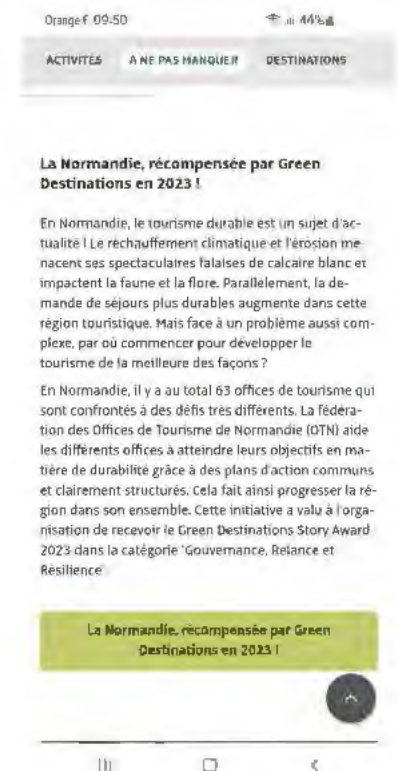 Orange F 09:50
44%
ACTIVITÉS A NE PAS MANQUER DESTINATIONS
La Normandie, récompensée par Green
Destinations en 2023 !
En Normandie, le tourisme durable est un sujet d'ac-
tualité ! Le réchauffement climatique et l'érosion me-
nacent ses spectaculaires falaises de calcaire blanc et
impactent la faune et la flore. Parallèlement, la de-
mande de séjours plus durables augmente dans cette
région touristique. Mais face à un problème aussi com-
plexe, par où commencer pour développer le
tourisme de la meilleure des façons ?
En Normandie, il y a au total 63 offices de tourisme qui
sont confrontés à des défis très différents. La fédéra-
tion des Offices de Tourisme de Normandie (OTN) aide
les différents offices à atteindre leurs objectifs en ma-
tière de durabilité grâce à des plans d'action communs
et clairement structurés. Cela fait ainsi progresser la ré-
gion dans son ensemble. Cette initiative a valu à l'orga-
nisation de recevoir le Green Destinations Story Award
2023 dans la catégorie 'Gouvernance, Relance et
Résilience'
La Normandie, récompensée par Green
Destinations en 2023 !